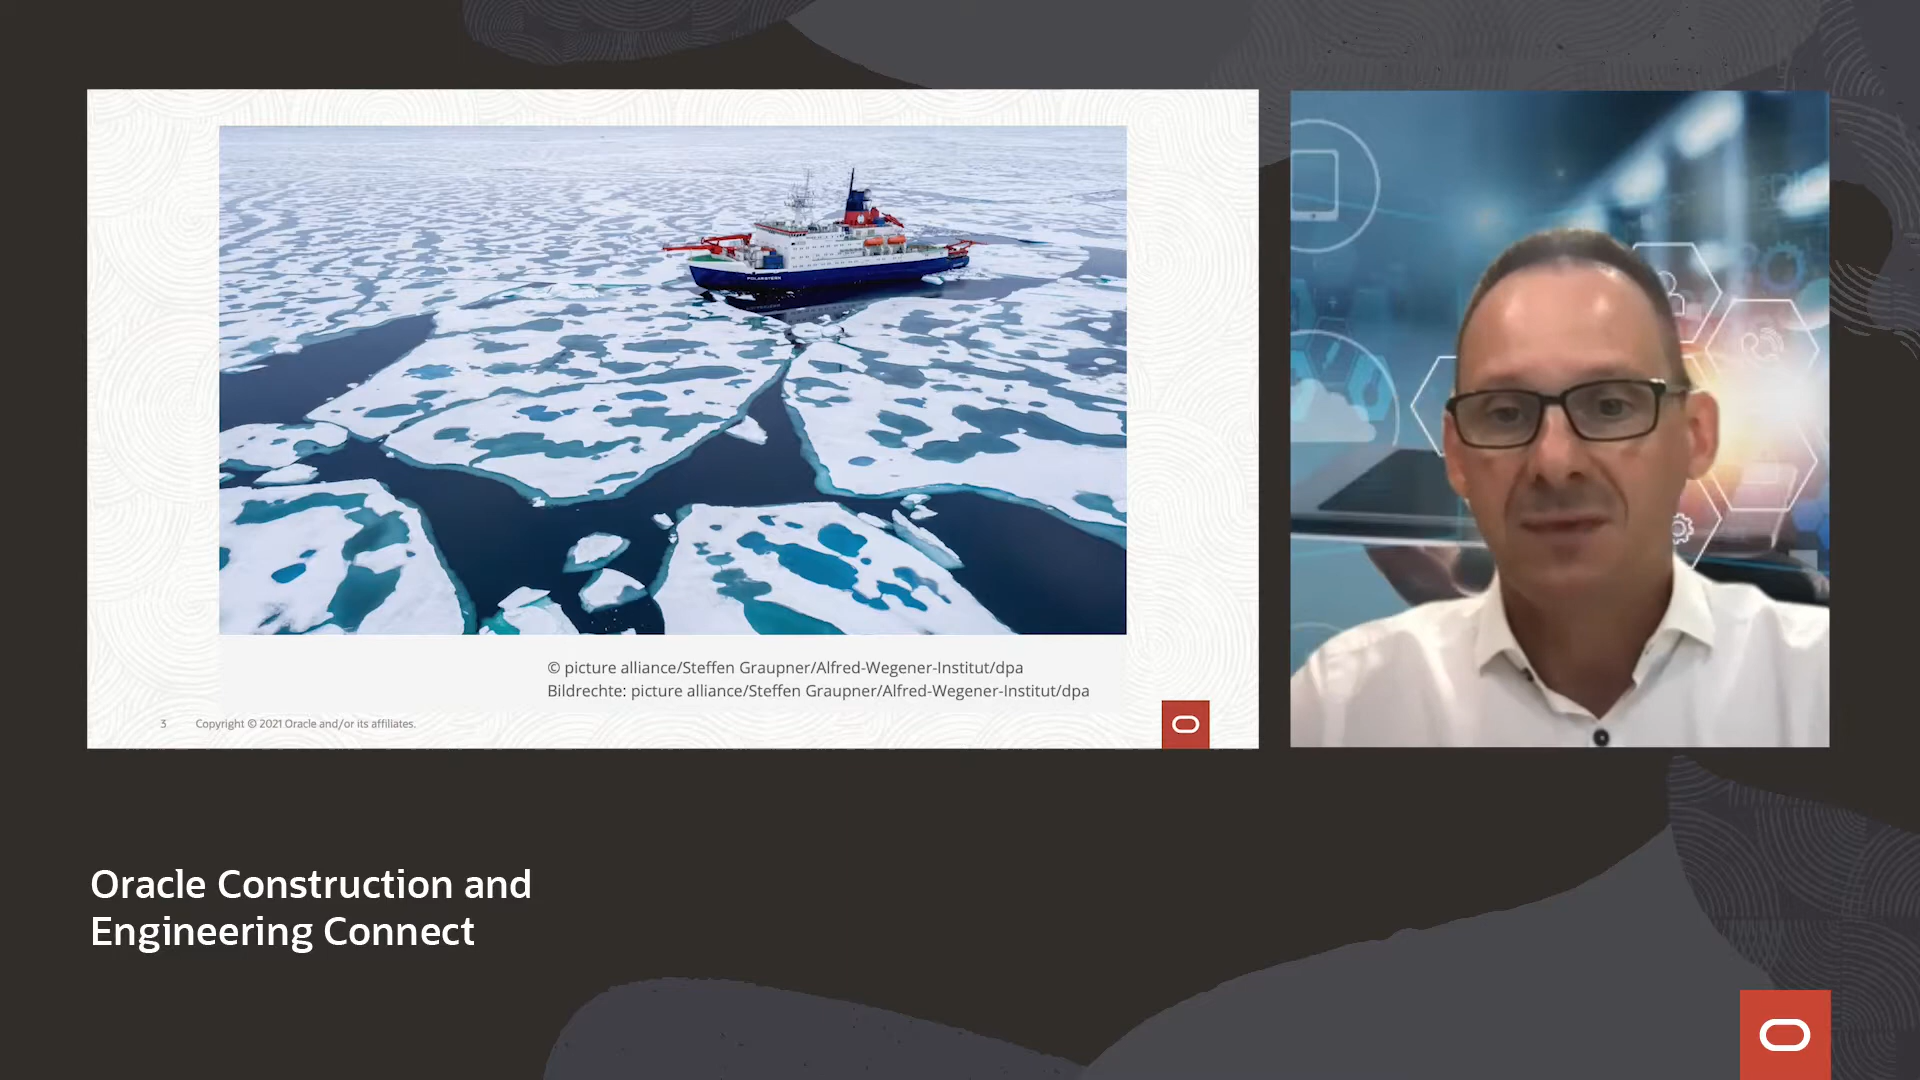 POLARSTERN
© picture alliance/Steffen Graupner/Alfred-Wegener-Institut/dpa
Bildrechte: picture alliance/Steffen Graupner/Alfred-Wegener-Institut/dpa
3 Copyright © 2021 Oracle and/or its affiliates.
Oracle Construction and
Engineering Connect